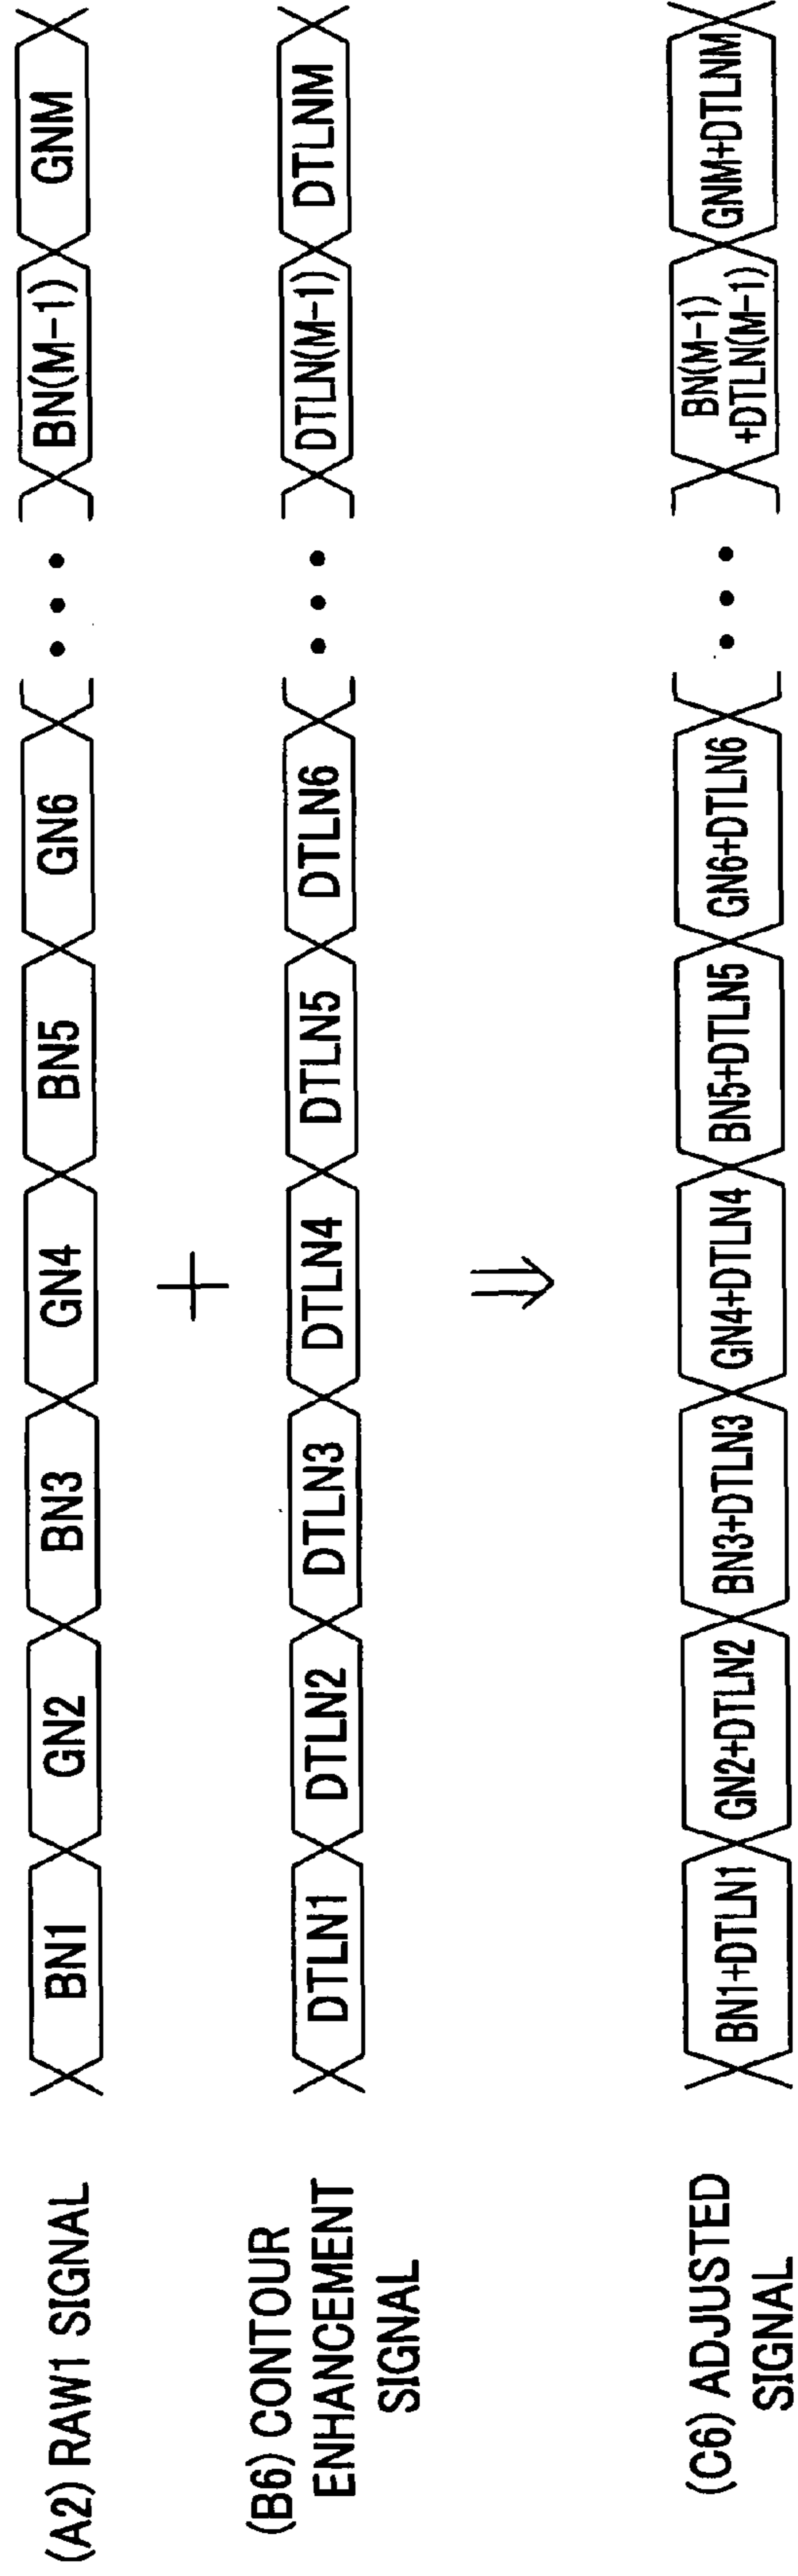 (A2) RAW1 SIGNAL
BN1 GN2 BN3 GN4 BN5 GN6 ••• BN(M-1) GNM
+
(B6) CONTOUR
ENHANCEMENT
SIGNAL
DTLN1 DTLN2 DTLN3 DTLN4 DTLN5 DTLN6 ••• DTLN(M-1) DTLNM
⇒
(C6) ADJUSTED
SIGNAL
BN1+DTLN1 GN2+DTLN2 BN3+DTLN3 GN4+DTLN4 BN5+DTLN5 GN6+DTLN6 ••• BN(M-1)
+DTLN(M-1) GNM+DTLNM